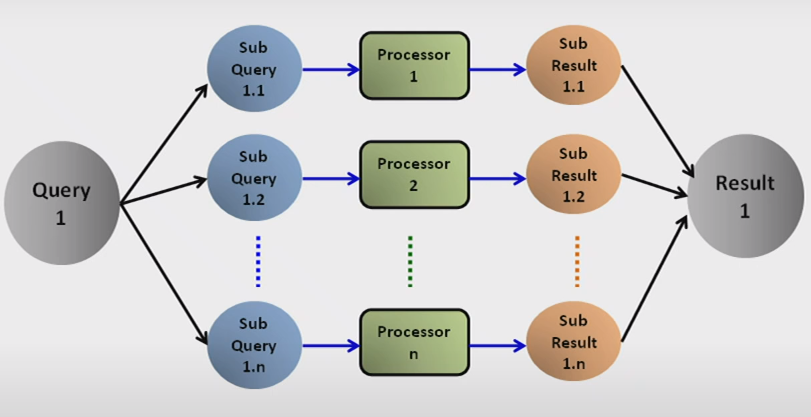 Query
1
Sub
Query
1.1
Processor
1
Sub
Result
1.1
Sub
Query
1.2
Processor
2
Sub
Result
1.2
Sub
Query
1.n
Processor
n
Sub
Result
1.n
Result
1